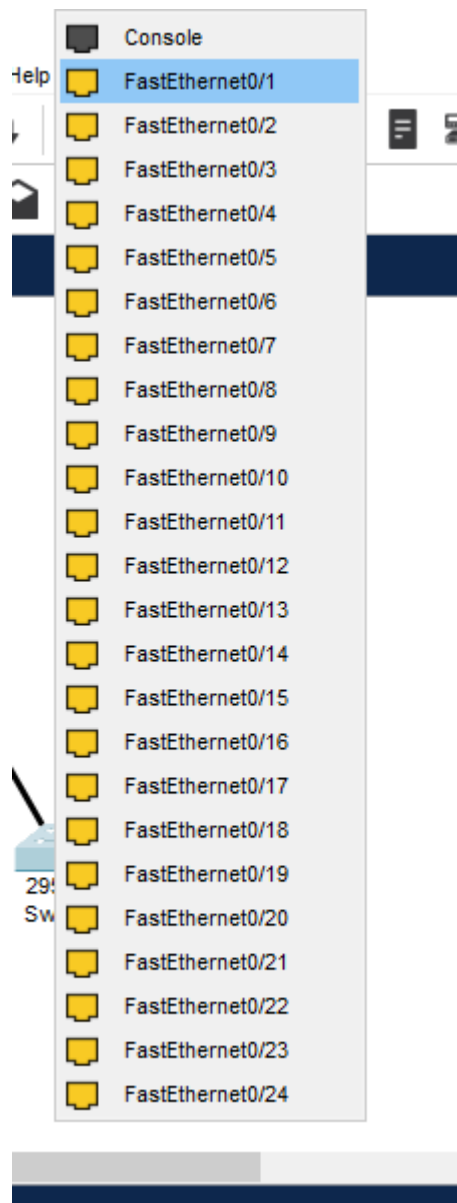 Console
Help
FastEthernet0/1
FastEthernet0/2
FastEthernet0/3
FastEthernet0/4
FastEthernet0/5
FastEthernet0/6
FastEthernet0/7
FastEthernet0/8
FastEthernet0/9
FastEthernet0/10
FastEthernet0/11
FastEthernet0/12
FastEthernet0/13
FastEthernet0/14
FastEthernet0/15
FastEthernet0/16
FastEthernet0/17
FastEthernet0/18
FastEthernet0/19
295
Sw
FastEthernet0/20
FastEthernet0/21
FastEthernet0/22
FastEthernet0/23
FastEthernet0/24